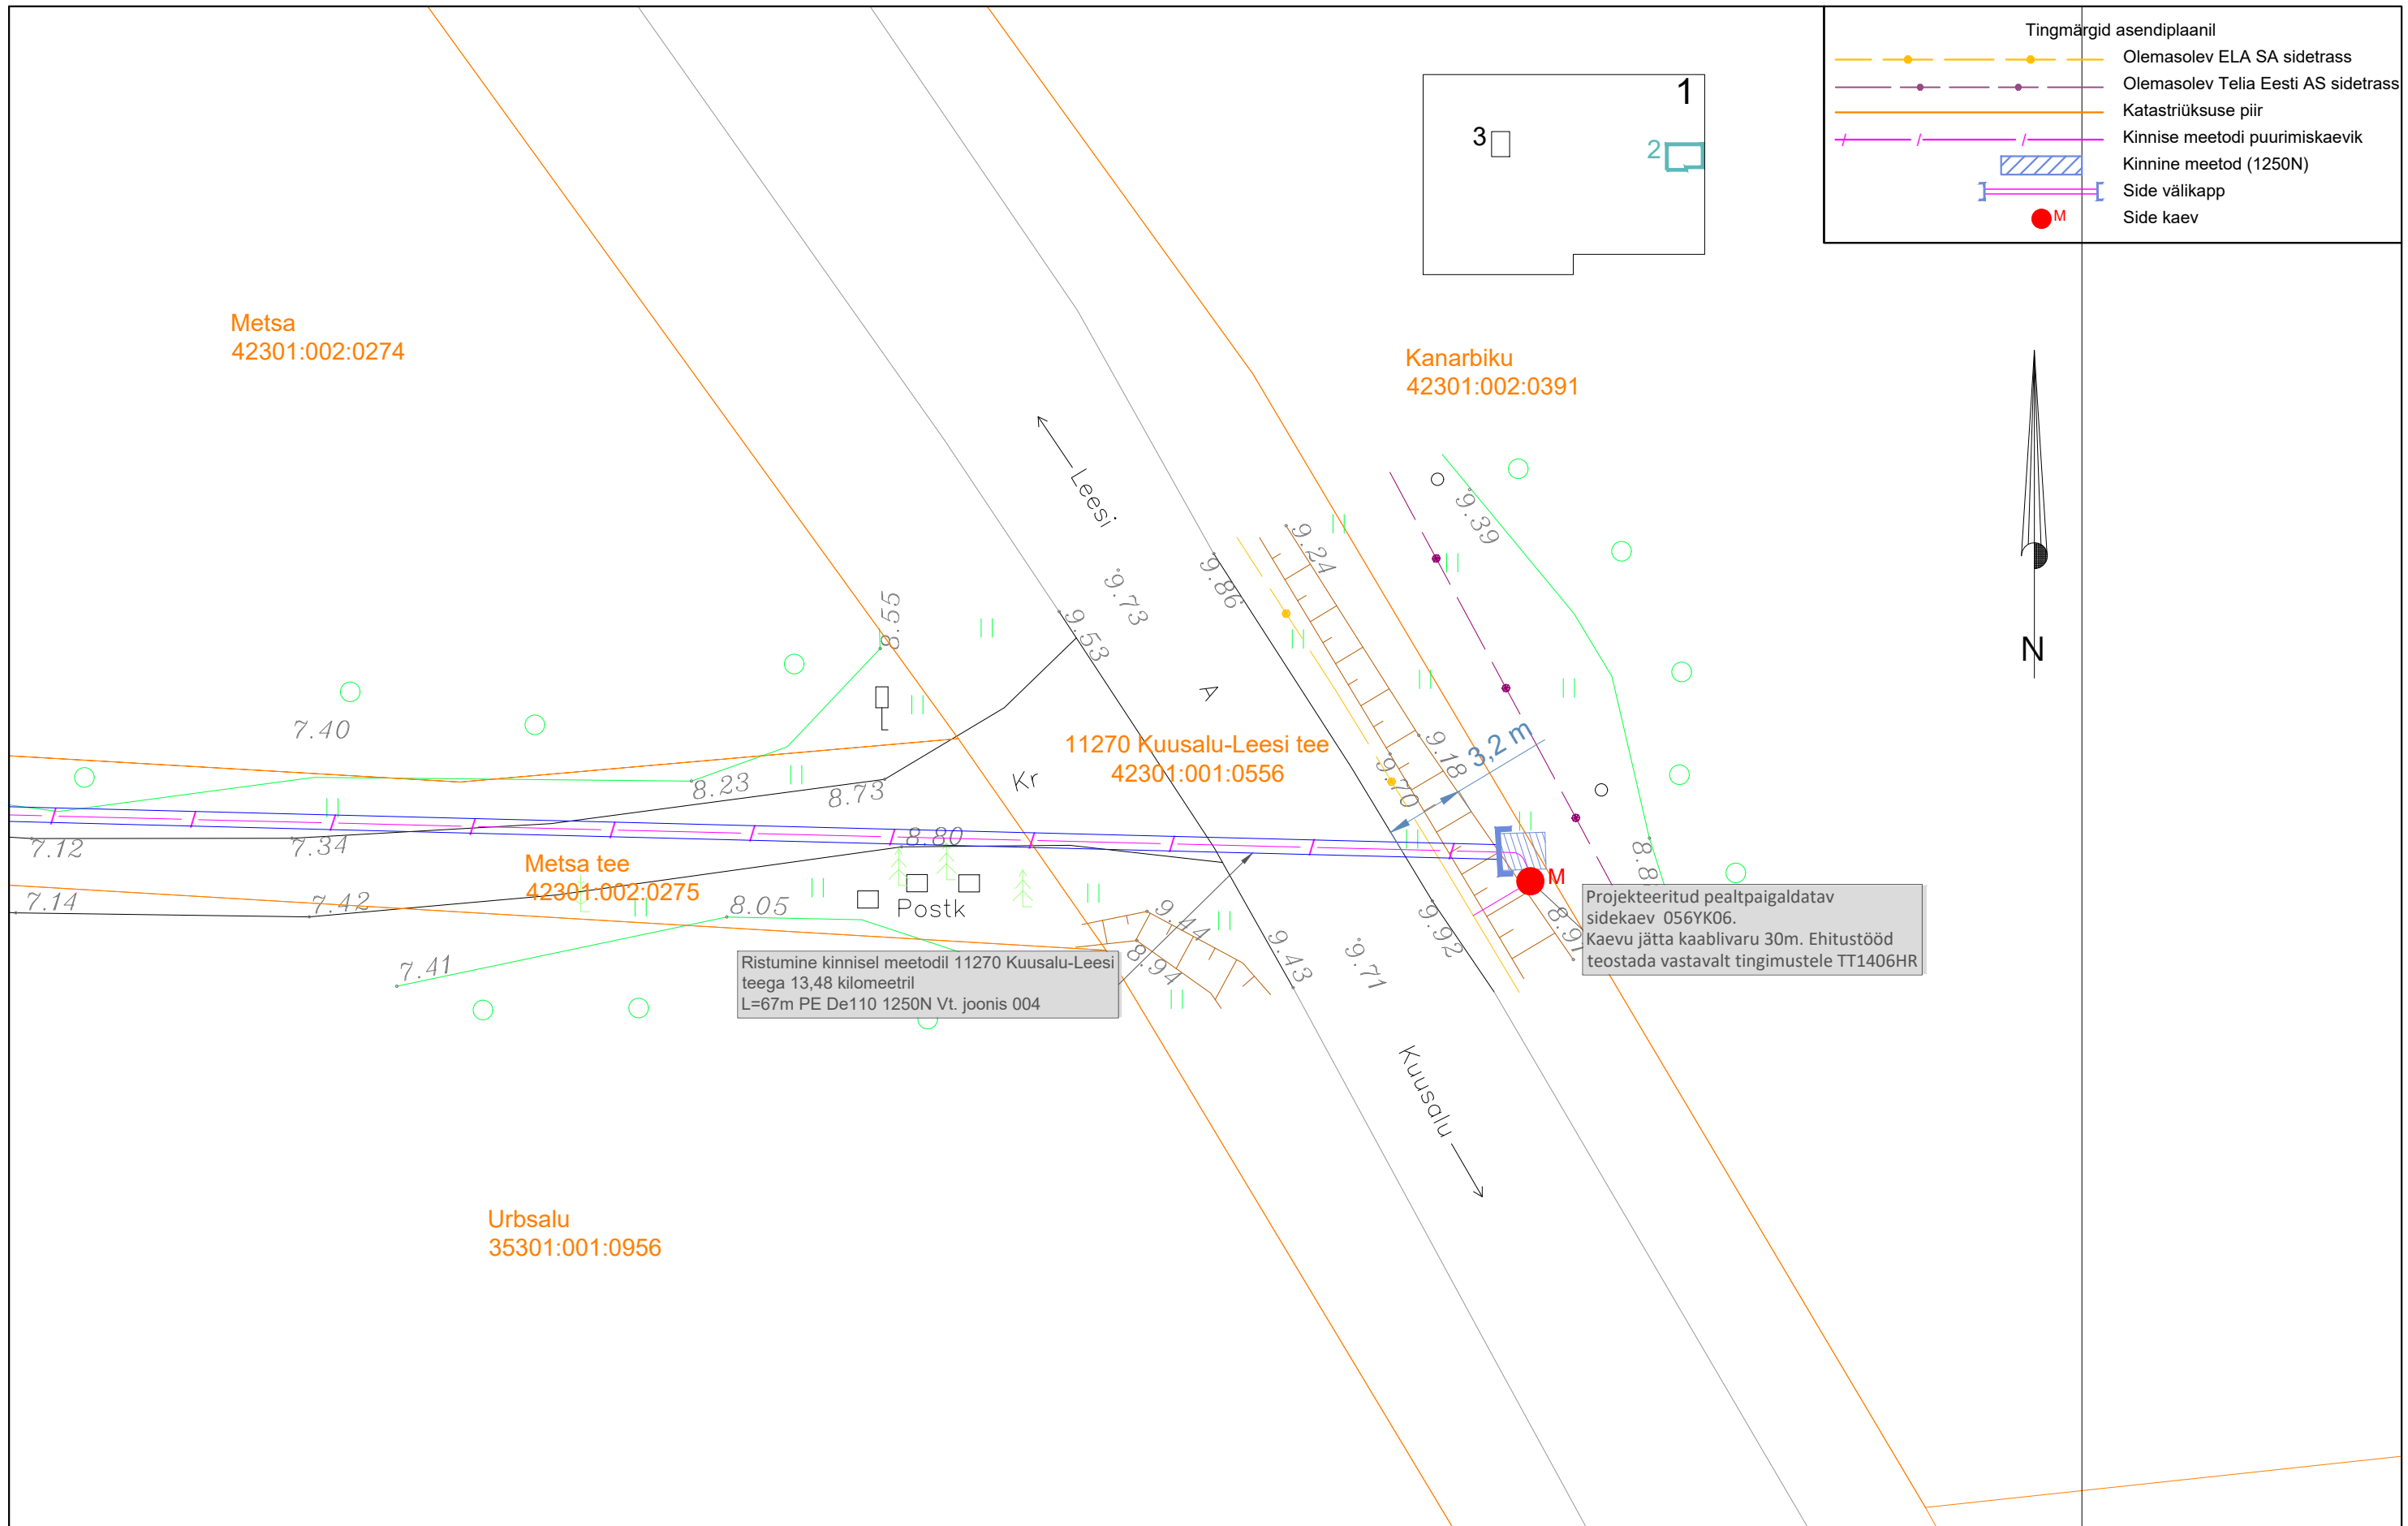 Tingmärgid asendiplaanil
Olemasolev ELA SA sidetrass
Olemasolev Telia Eesti AS sidetrass
Katastriüksuse piir
Kinnise meetodi puurimiskaevik
Kinnine meetod (1250N)
Side välikapp
M
Side kaev
1
3
2
Metsa
42301:002:0274
Kanarbiku
42301:002:0391
Leesi
9.39
9.24
9.73
9.86
8.55
9.53
N
A
7.40
11270 Kuusalu-Leesi tee
42301:001:0556
3,2 m
9.18
9.70
Kr
8.23
8.73
7.12
7.34
8.80
Metsa tee
42301:002:0275
M
8.8
7.14
7.42
8.05
Postk
9.44
8.94
9.43
9.71
9.92
8.91
Projekteeritud pealtpaigaldatav
sidekaev 056YK06.
Kaevu jätta kaablivaru 30m. Ehitustööd
teostada vastavalt tingimustele TT1406HR
7.41
Ristumine kinnisel meetodil 11270 Kuusalu-Leesi
teega 13,48 kilomeetril
L=67m PE De110 1250N Vt. joonis 004
Kuusalu
Urbsalu
35301:001:0956